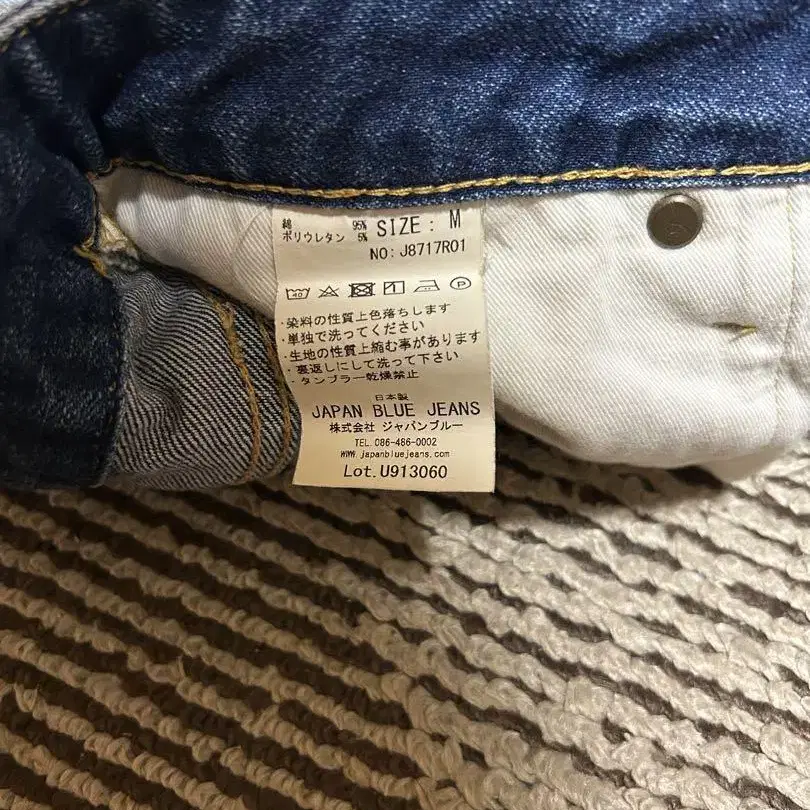 綿 95% SIZE: M
ポリウレタン 5%
NO: J8717R01
40 P
・染料の性質上色落ちします
・単独で洗ってください
・生地の性質上縮む事があります
・裏返しにして洗って下さい
・タンブラー乾燥禁止
日本製
JAPAN BLUE JEANS
株式会社 ジャパンブルー
TEL. 086-486-0002
WWW.japanbluejeans.com
Lot.U913060